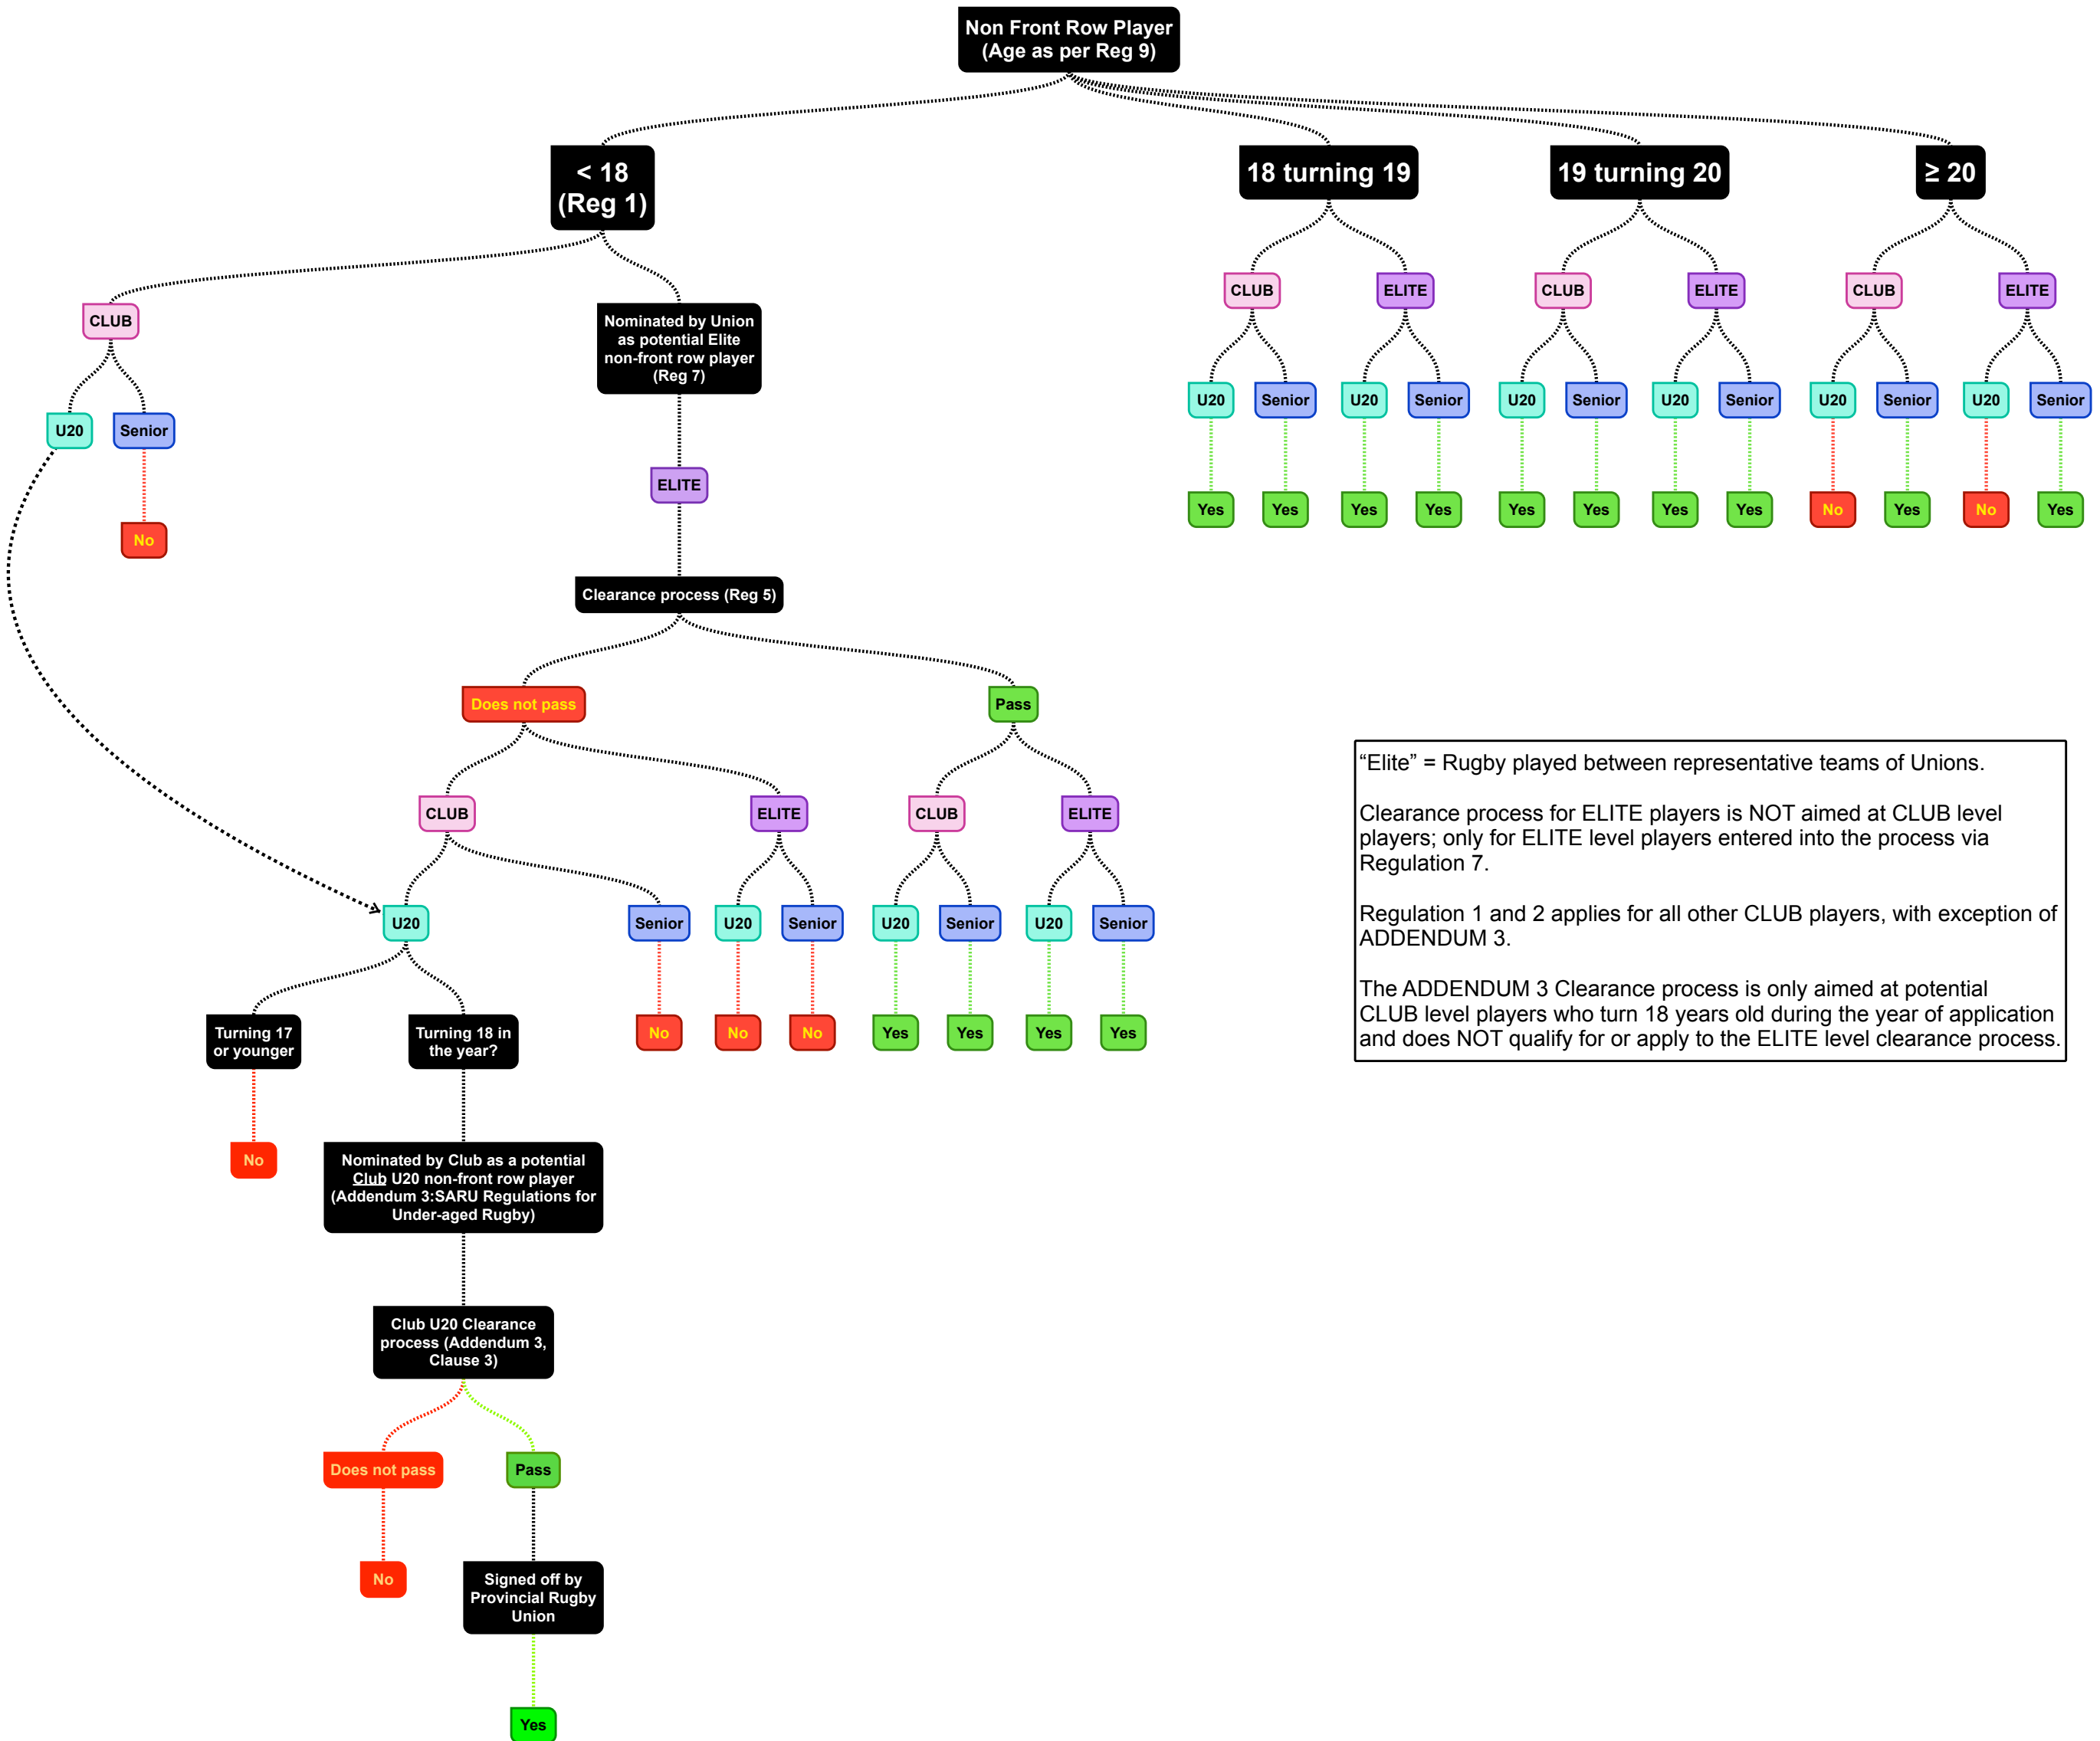 Non Front Row Player
(Age as per Reg 9)
< 18
(Reg 1)
18 turning 19
19 turning 20
≥ 20
CLUB
ELITE
CLUB
ELITE
CLUB
ELITE
CLUB
Nominated by Union
as potential Elite
non-front row player
(Reg 7)
U20
Senior
U20
Senior
U20
Senior
U20
Senior
U20
Senior
U20
Senior
U20
Senior
ELITE
Yes
Yes
Yes
Yes
Yes
Yes
Yes
Yes
No
Yes
No
Yes
No
Clearance process (Reg 5)
Does not pass
Pass
CLUB
ELITE
CLUB
ELITE
U20
Senior
U20
Senior
U20
Senior
U20
Senior
Turning 17
or younger
Turning 18 in
the year?
No
No
No
Yes
Yes
Yes
Yes
No
Nominated by Club as a potential
Club U20 non-front row player
(Addendum 3:SARU Regulations for
Under-aged Rugby)
Club U20 Clearance
process (Addendum 3,
Clause 3)
Does not pass
Pass
No
Signed off by
Provincial Rugby
Union
Yes
“Elite” = Rugby played between representative teams of Unions.
Clearance process for ELITE players is NOT aimed at CLUB level
players; only for ELITE level players entered into the process via
Regulation 7.
Regulation 1 and 2 applies for all other CLUB players, with exception of
ADDENDUM 3.
The ADDENDUM 3 Clearance process is only aimed at potential
CLUB level players who turn 18 years old during the year of application
and does NOT qualify for or apply to the ELITE level clearance process.